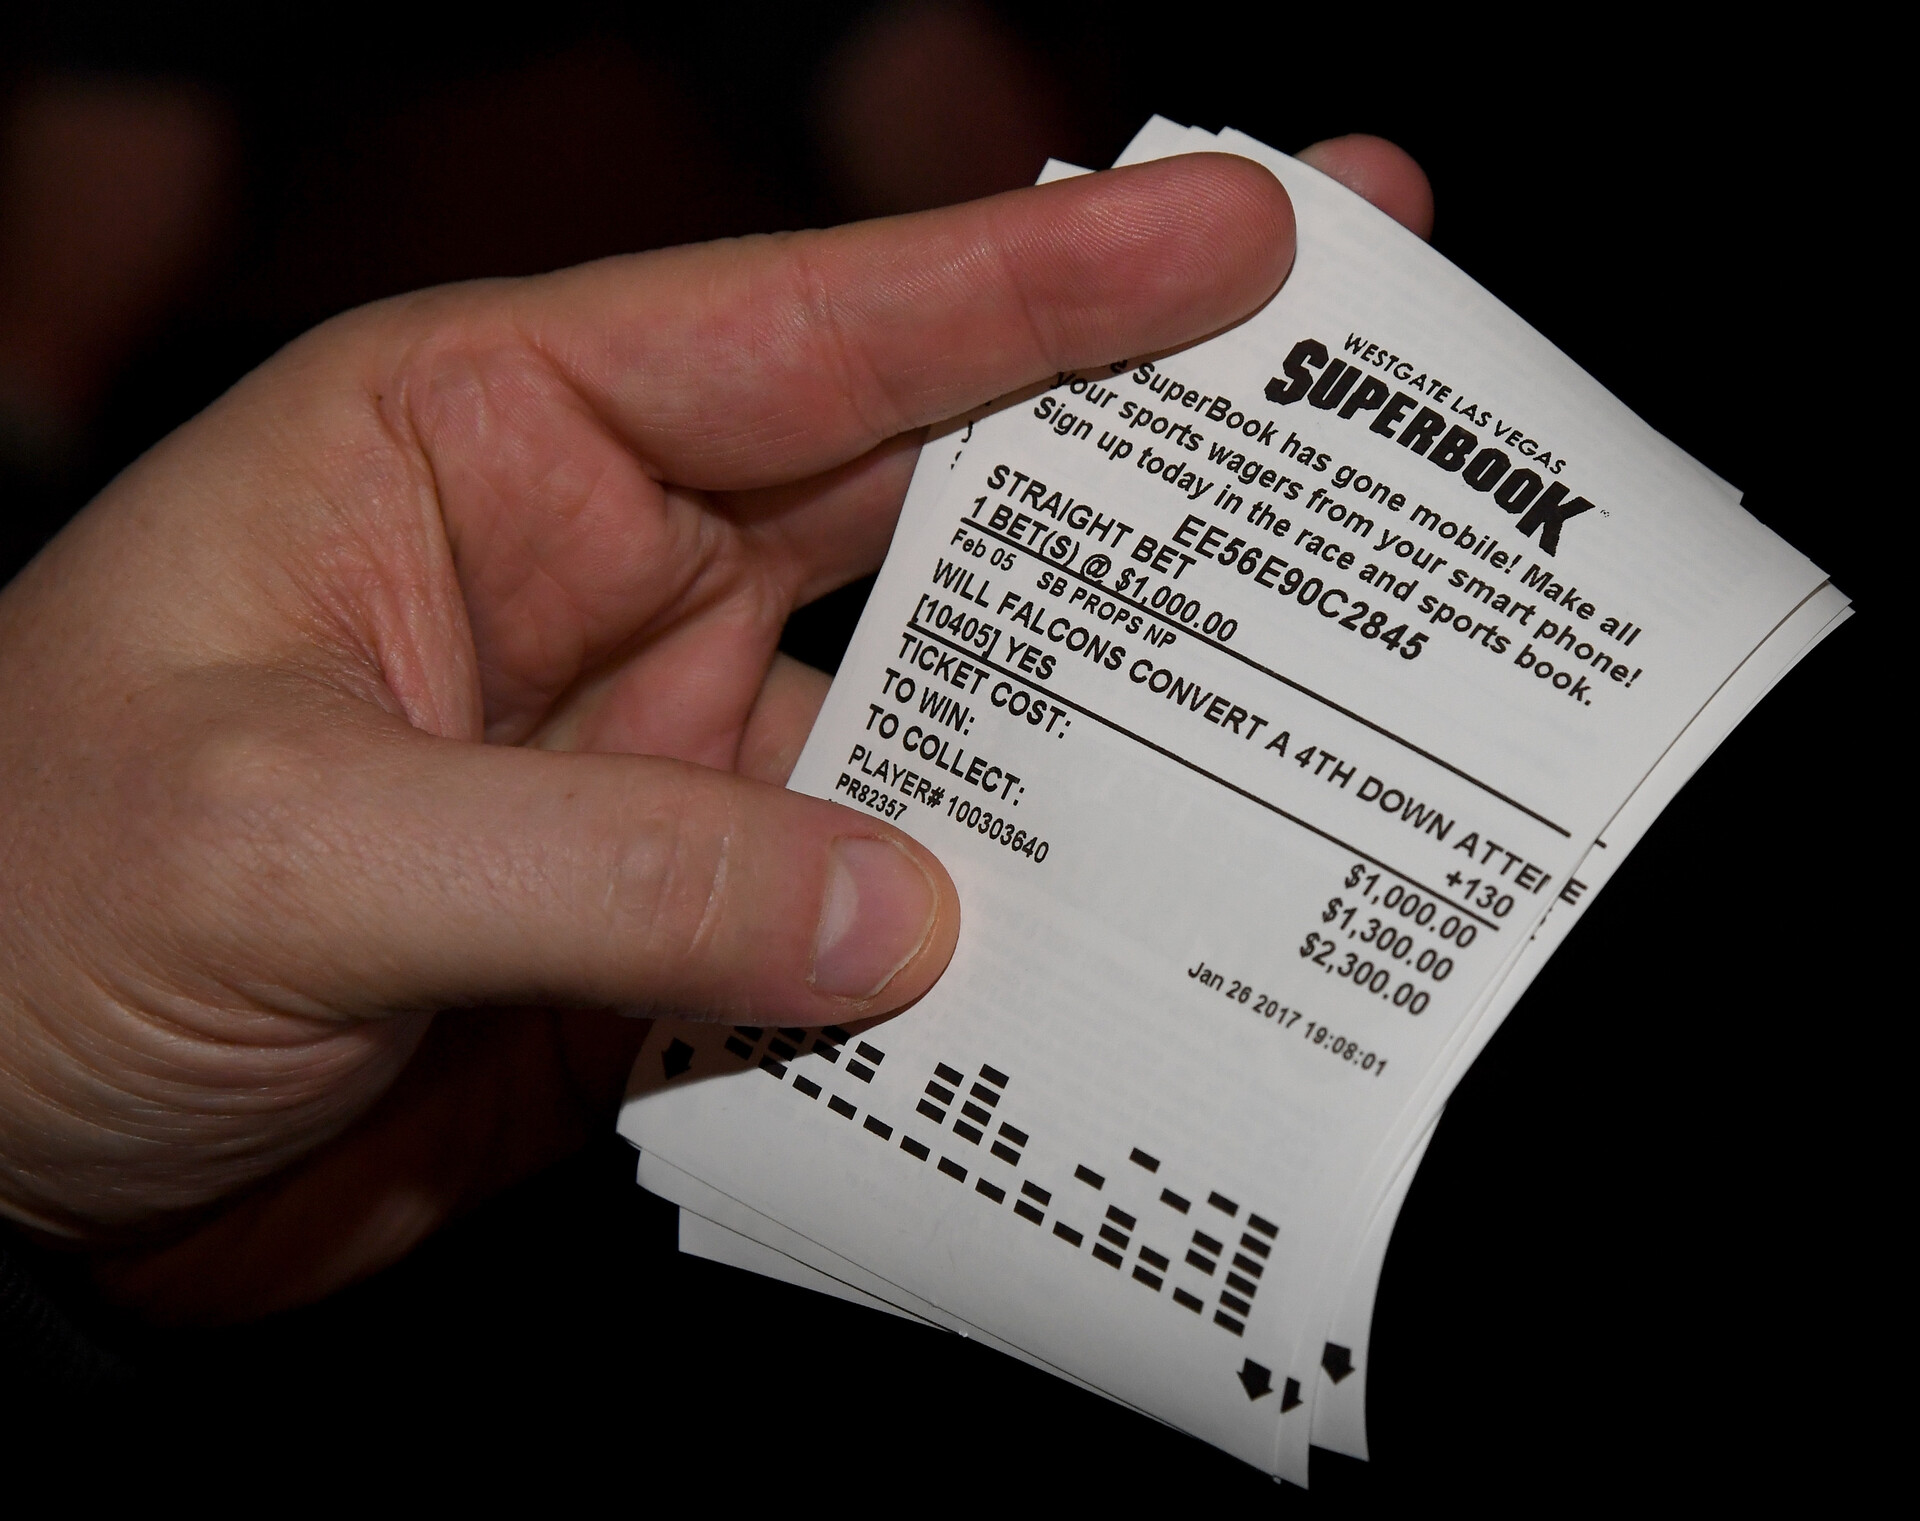 WESTGATE LAS VEGAS
SUPERBOOK
SuperBook has gone mobile! Make all
your sports wagers from your smart phone!
Sign up today in the race and sports book.
EE56E90C2845
STRAIGHT BET
1 BET(S) @ $1,000.00
Feb 05 SB PROPS NP
WILL FALCONS CONVERT A 4TH DOWN ATTE
[10405] YES +130
TICKET COST: $1,000.00
TO WIN: $1,300.00
TO COLLECT: $2,300.00
PLAYER# 100303640
PR82357 Jan 26 2017 19:08:01